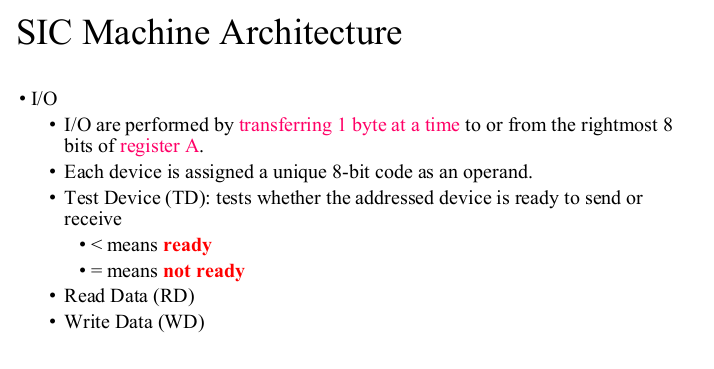 SIC Machine Architecture
• I/O
• I/O are performed by transferring 1 byte at a time to or from the rightmost 8
bits of register A.
• Each device is assigned a unique 8-bit code as an operand.
• Test Device (TD): tests whether the addressed device is ready to send or
receive
• < means ready
• = means not ready
• Read Data (RD)
• Write Data (WD)